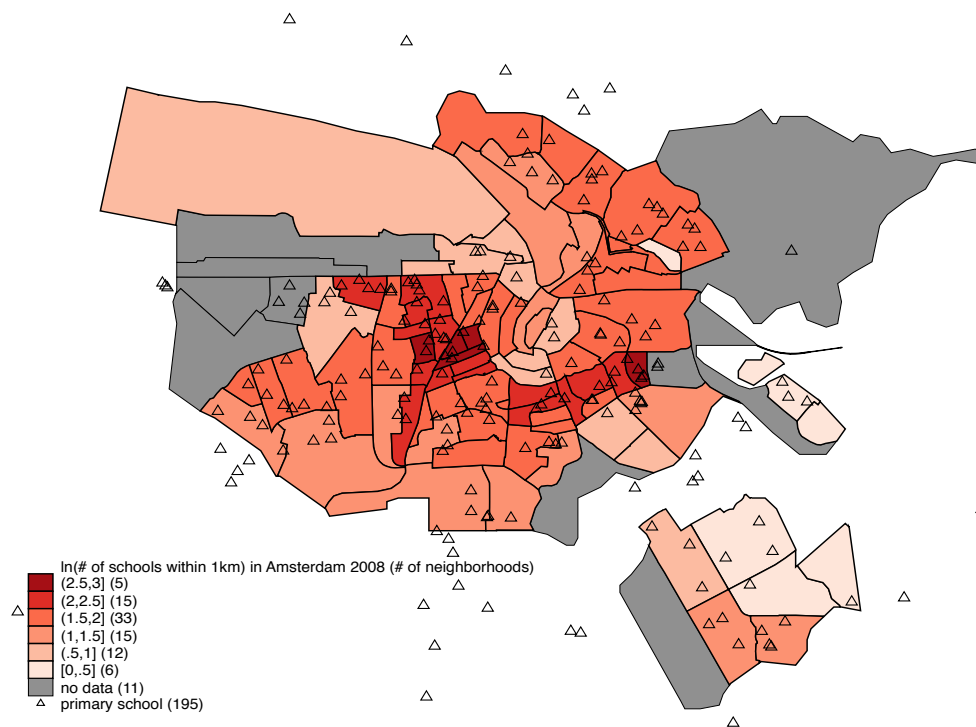 ln(# of schools within 1km) in Amsterdam 2008 (# of neighborhoods)
(2.5,3] (5)
(2,2.5] (15)
(1.5,2] (33)
(1,1.5] (15)
(.5,1] (12)
[0,.5] (6)
no data (11)
primary school (195)